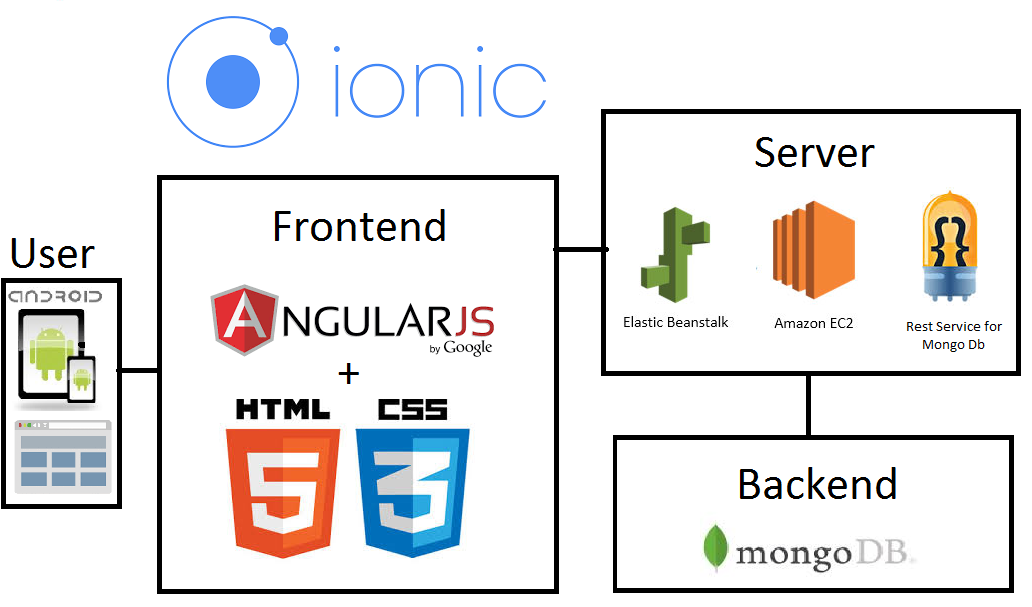 ionic
User
ANDROID
Frontend
ANGULARJS
by Google
+
HTML
CSS
5
3
Server
{}
Elastic Beanstalk
Amazon EC2
Rest Service for
Mongo Db
Backend
mongoDB